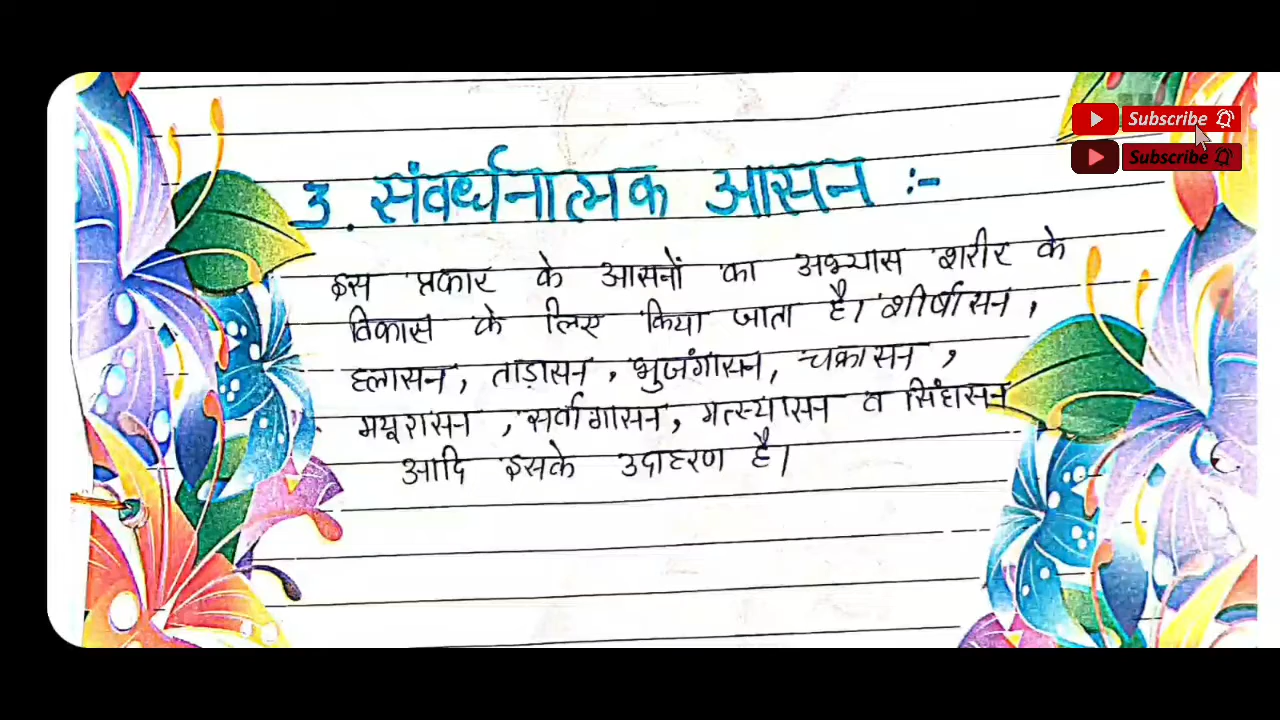 Subscribe
Subscribe
3. संवर्धनात्मक आसन :-
इस प्रकार के आसनों का अभ्यास शरीर के
विकास के लिए किया जाता है। शीर्षासन,
हलासन, ताड़ासन, भुजंगासन, चक्रासन,
मयूरासन, सर्वांगासन, मत्स्यासन व सिंहासन
आदि इसके उदाहरण है।